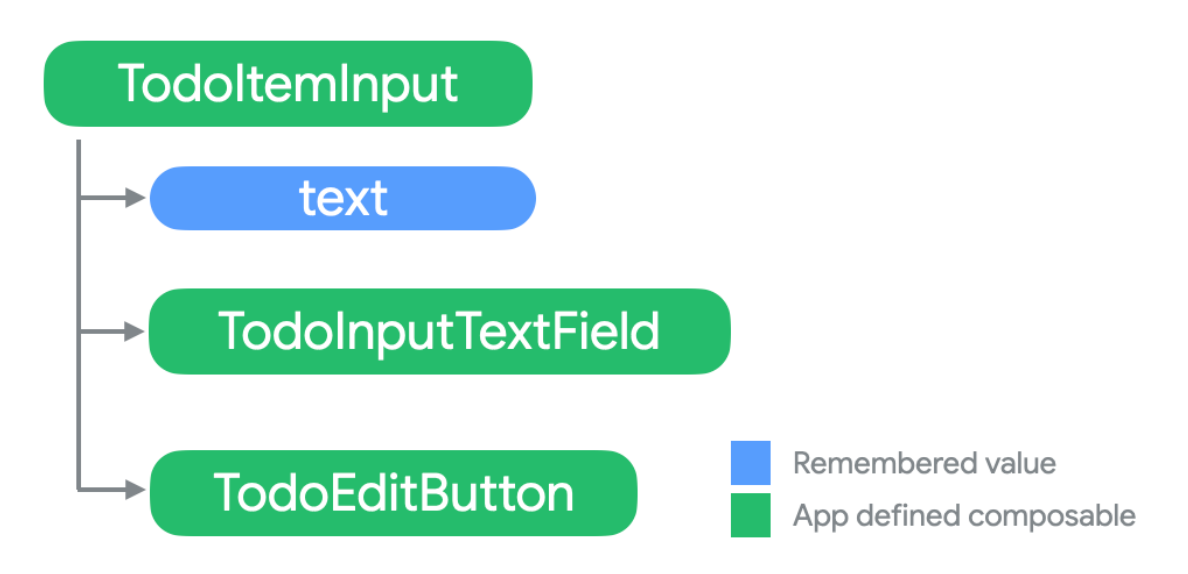 TodoItemInput
text
TodoInputTextField
TodoEditButton
Remembered value
App defined composable